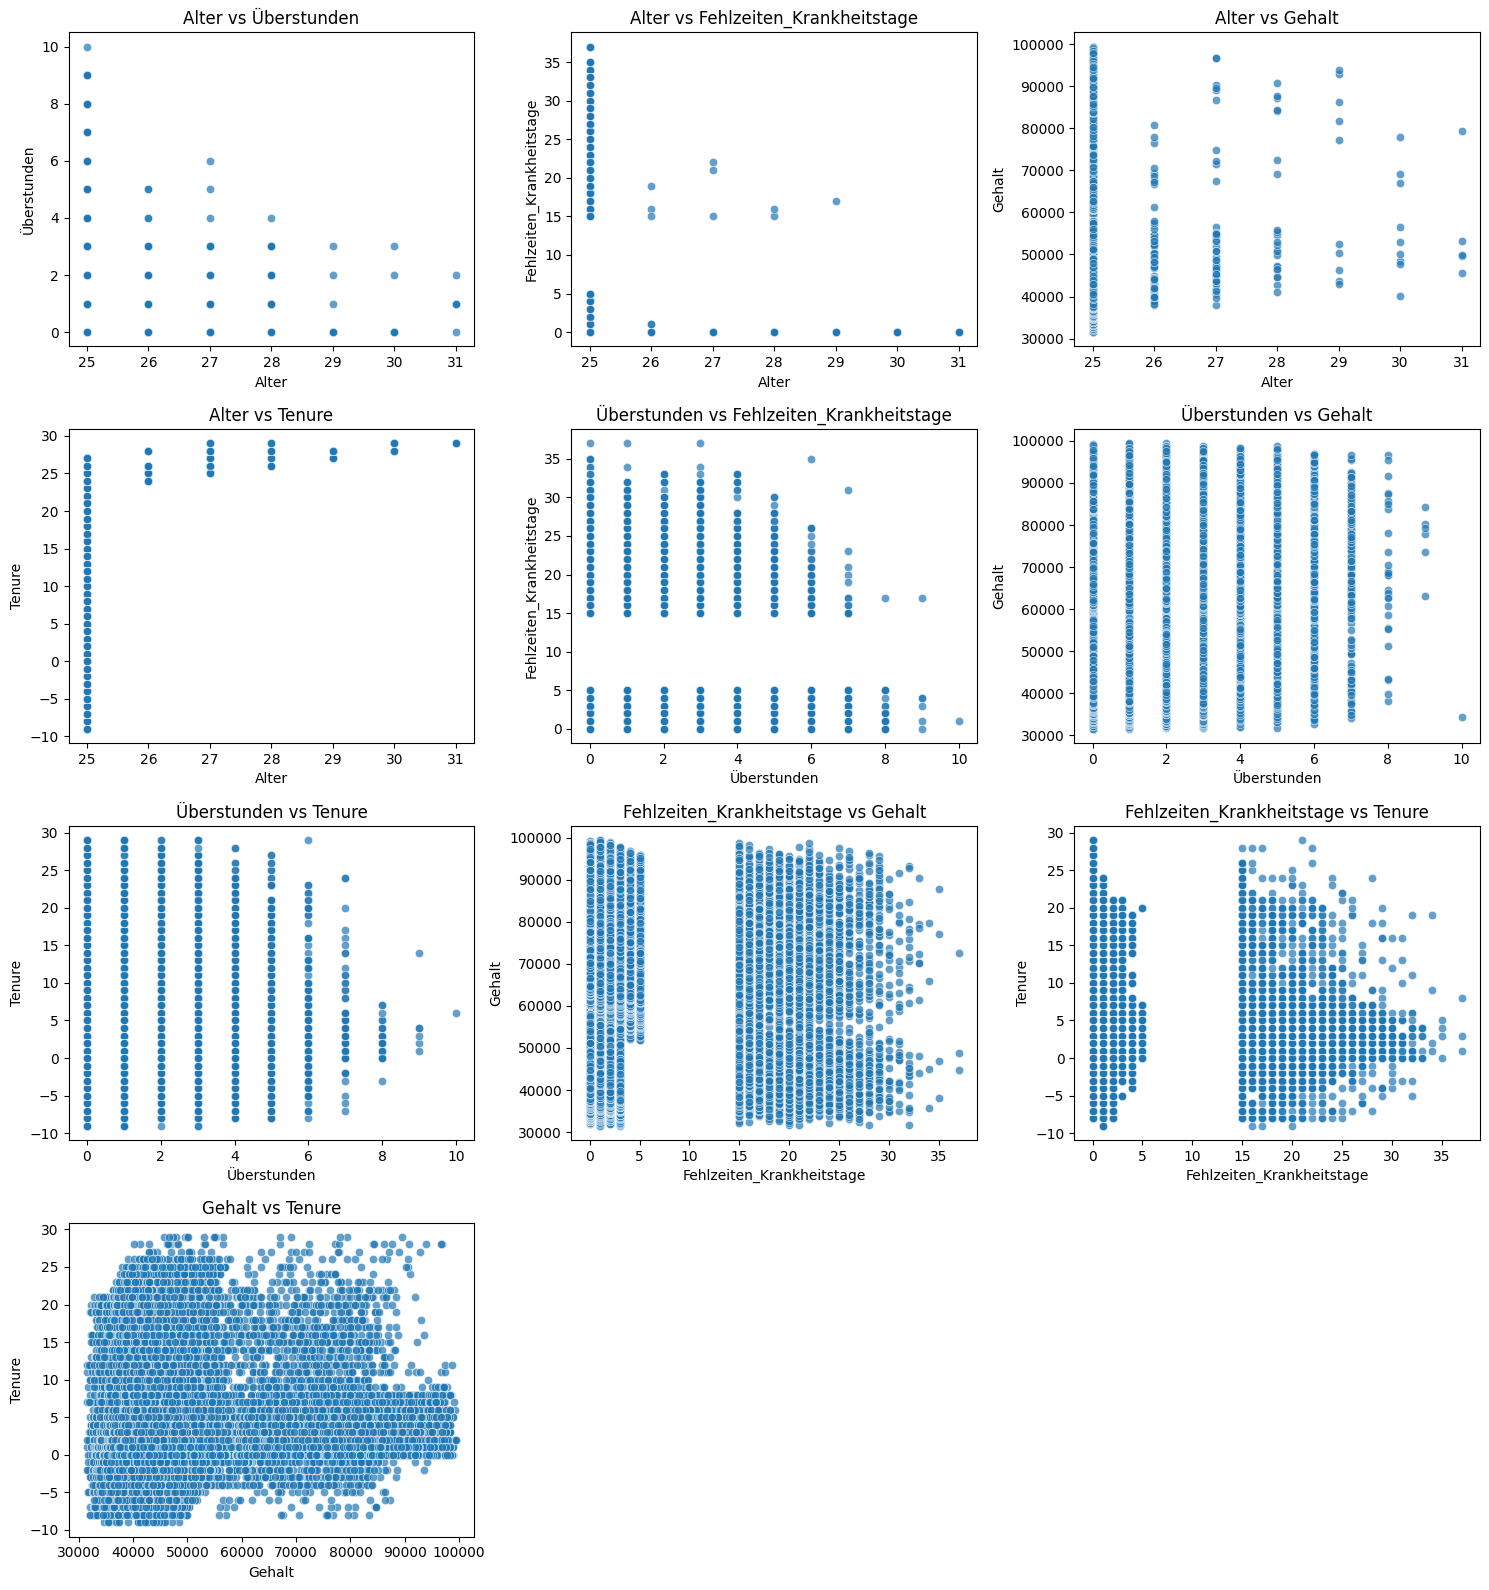 Alter vs Überstunden
Überstunden
10
8
6
4
2
0
25 26 27 28 29 30 31
Alter
Alter vs Fehlzeiten_Krankheitstage
Fehlzeiten_Krankheitstage
35
30
25
20
15
10
5
0
25 26 27 28 29 30 31
Alter
Alter vs Gehalt
Gehalt
100000
90000
80000
70000
60000
50000
40000
30000
25 26 27 28 29 30 31
Alter
Alter vs Tenure
Tenure
30
25
20
15
10
5
0
−5
−10
25 26 27 28 29 30 31
Alter
Überstunden vs Fehlzeiten_Krankheitstage
Fehlzeiten_Krankheitstage
35
30
25
20
15
10
5
0
0 2 4 6 8 10
Überstunden
Überstunden vs Gehalt
Gehalt
100000
90000
80000
70000
60000
50000
40000
30000
0 2 4 6 8 10
Überstunden
Überstunden vs Tenure
Tenure
30
25
20
15
10
5
0
−5
−10
0 2 4 6 8 10
Überstunden
Fehlzeiten_Krankheitstage vs Gehalt
Gehalt
100000
90000
80000
70000
60000
50000
40000
30000
0 5 10 15 20 25 30 35
Fehlzeiten_Krankheitstage
Fehlzeiten_Krankheitstage vs Tenure
Tenure
30
25
20
15
10
5
0
−5
−10
0 5 10 15 20 25 30 35
Fehlzeiten_Krankheitstage
Gehalt vs Tenure
Tenure
30
25
20
15
10
5
0
−5
−10
30000 40000 50000 60000 70000 80000 90000 100000
Gehalt